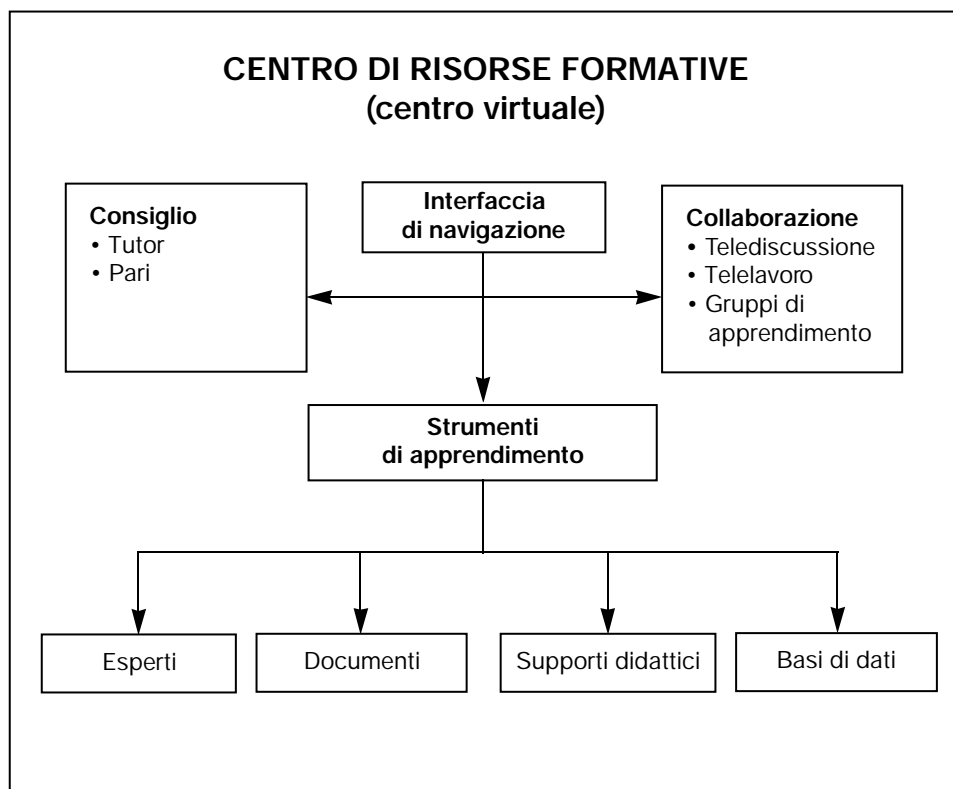 CENTRO DI RISORSE FORMATIVE
(centro virtuale)
Consiglio
• Tutor
• Pari
Interfaccia
di navigazione
Collaborazione
• Telediscussione
• Telelavoro
• Gruppi di
apprendimento
Strumenti
di apprendimento
Esperti
Documenti
Supporti didattici
Basi di dati